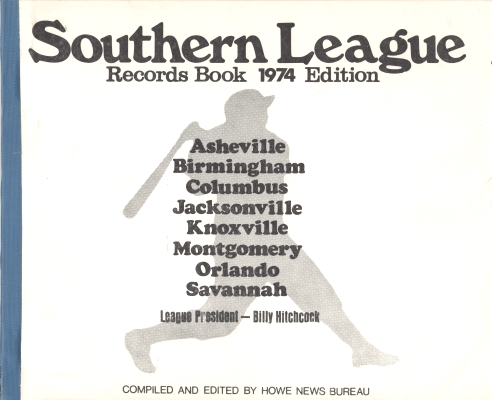 Southern League
Records Book 1974 Edition
Asheville
Birmingham
Columbus
Jacksonville
Knoxville
Montgomery
Orlando
Savannah
League President — Billy Hitchcock
COMPILED AND EDITED BY HOWE NEWS BUREAU